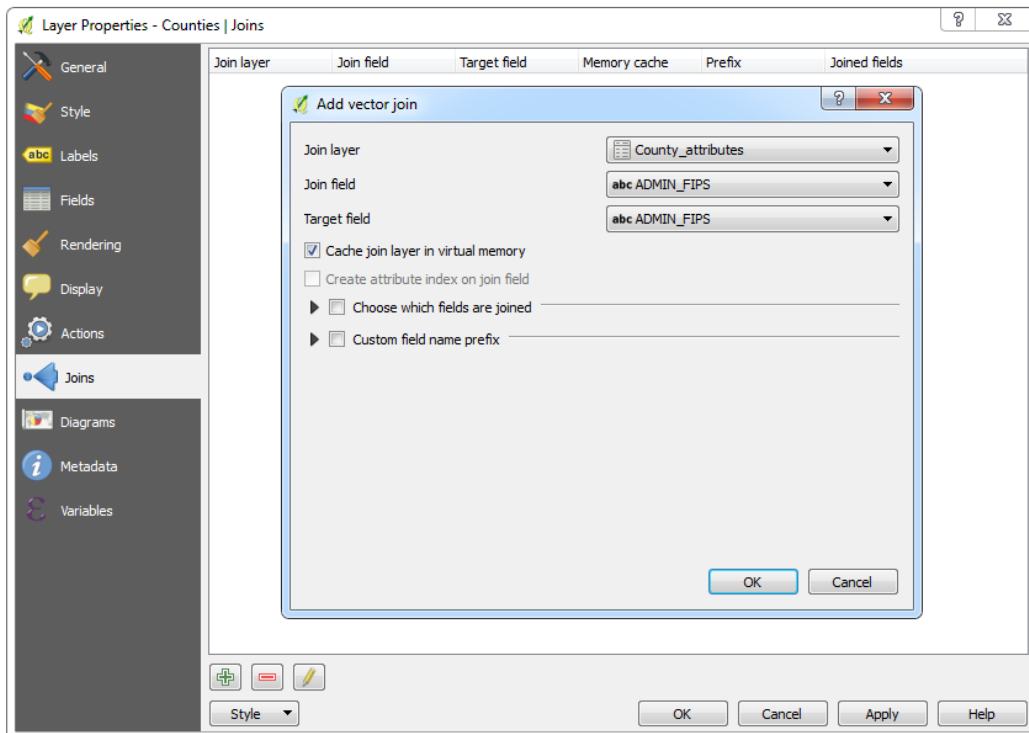 Layer Properties - Counties | Joins
General
Style
abc Labels
Fields
Rendering
Display
Actions
Joins
Diagrams
Metadata
Variables
Join layer Join field Target field Memory cache Prefix Joined fields
Add vector join
Join layer County_attributes
Join field abc ADMIN_FIPS
Target field abc ADMIN_FIPS
Cache join layer in virtual memory
Create attribute index on join field
Choose which fields are joined
Custom field name prefix
OK Cancel
Style OK Cancel Apply Help